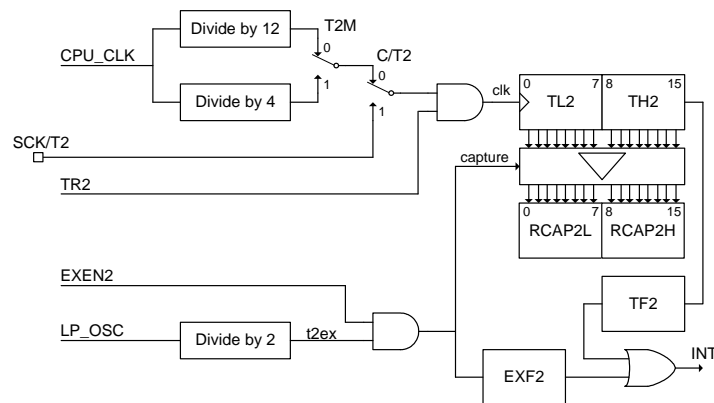 T2M
Divide by 12
0
CPU_CLK
C/T2
0
1
Divide by 4
1
clk
0 7 8 15
TL2 TH2
SCK/T2
TR2
capture
0 7 8 15
RCAP2L RCAP2H
EXEN2
TF2
LP_OSC
Divide by 2
t2ex
INT
EXF2